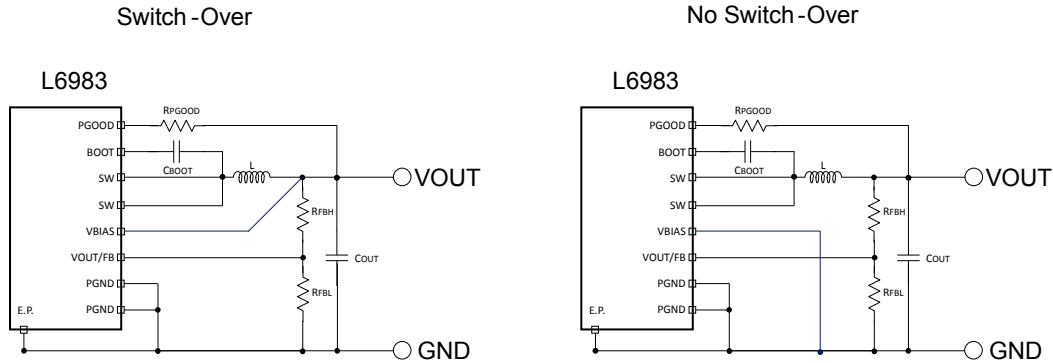 Switch-Over
L6983
PGOOD
BOOT
SW
SW
VBIAS
VOUT/FB
PGND
PGND
E.P.
RPGOOD
CBOOT
L
RFBH
RFBL
COUT
VOUT
GND
No Switch-Over
L6983
PGOOD
BOOT
SW
SW
VBIAS
VOUT/FB
PGND
PGND
E.P.
RPGOOD
CBOOT
L
RFBH
RFBL
COUT
VOUT
GND